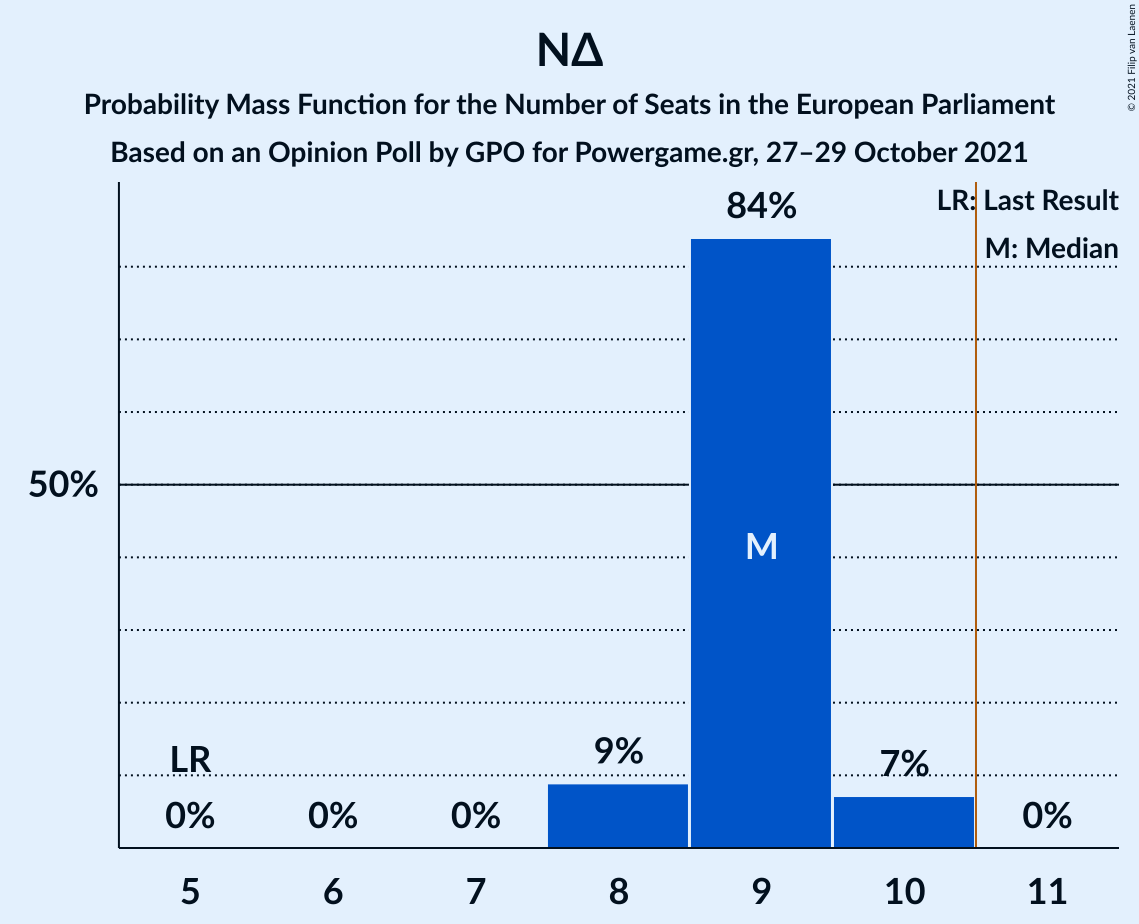 ΝΔ
Probability Mass Function for the Number of Seats in the European Parliament
Based on an Opinion Poll by GPO for Powergame.gr, 27–29 October 2021
© 2021 Filip van Laenen
84%
LR: Last Result
M: Median
50%
M
LR
9%
7%
0%
0%
0%
0%
5
6
7
8
9
10
11